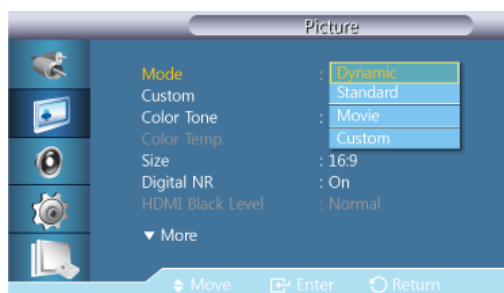 Picture
Mode : Dynamic
Custom Standard
Color Tone : Movie
Color Temp. Custom
Size : 16:9
Digital NR : On
HDMI Black Level : Normal
▼ More
Move Enter Return